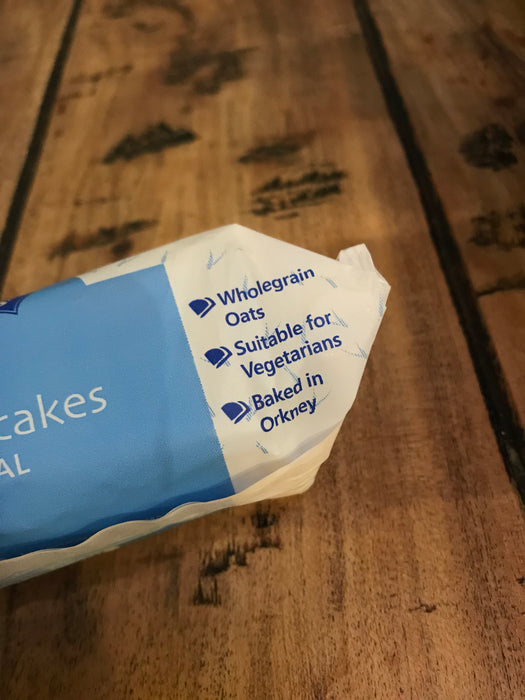 Wholegrain
Oats
Suitable for
Vegetarians
Baked in
Orkney
cakes
AL